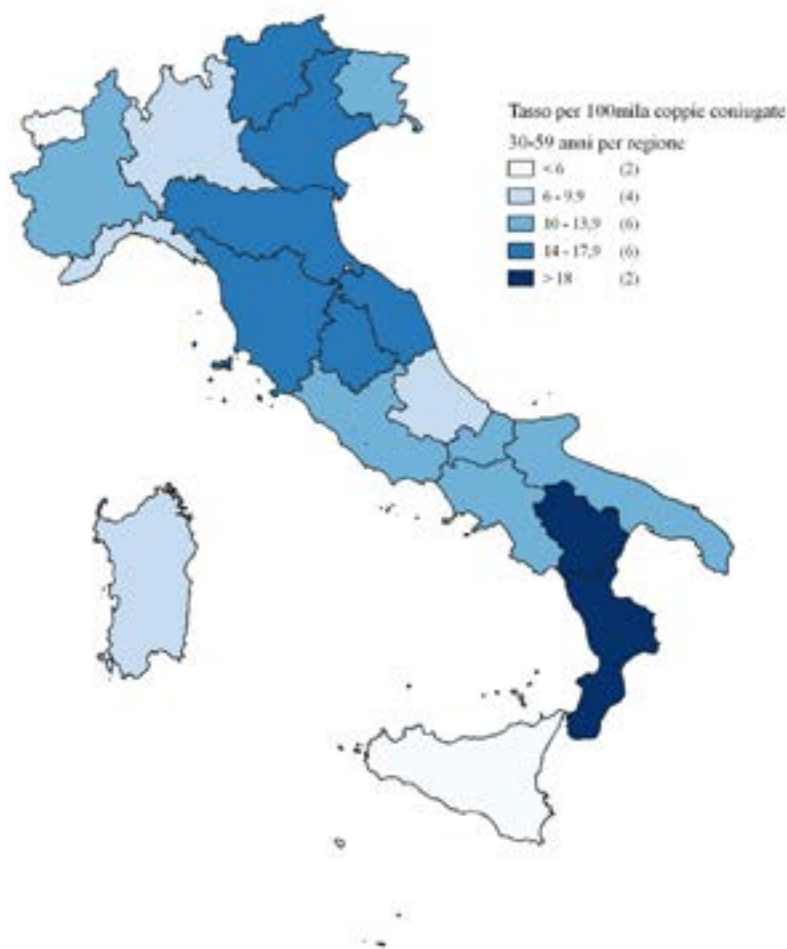 Tasso per 100mila coppie coniugate
30-59 anni per regione
< 6 (2)
6 - 9,9 (4)
10 - 13,9 (6)
14 - 17,9 (6)
> 18 (2)